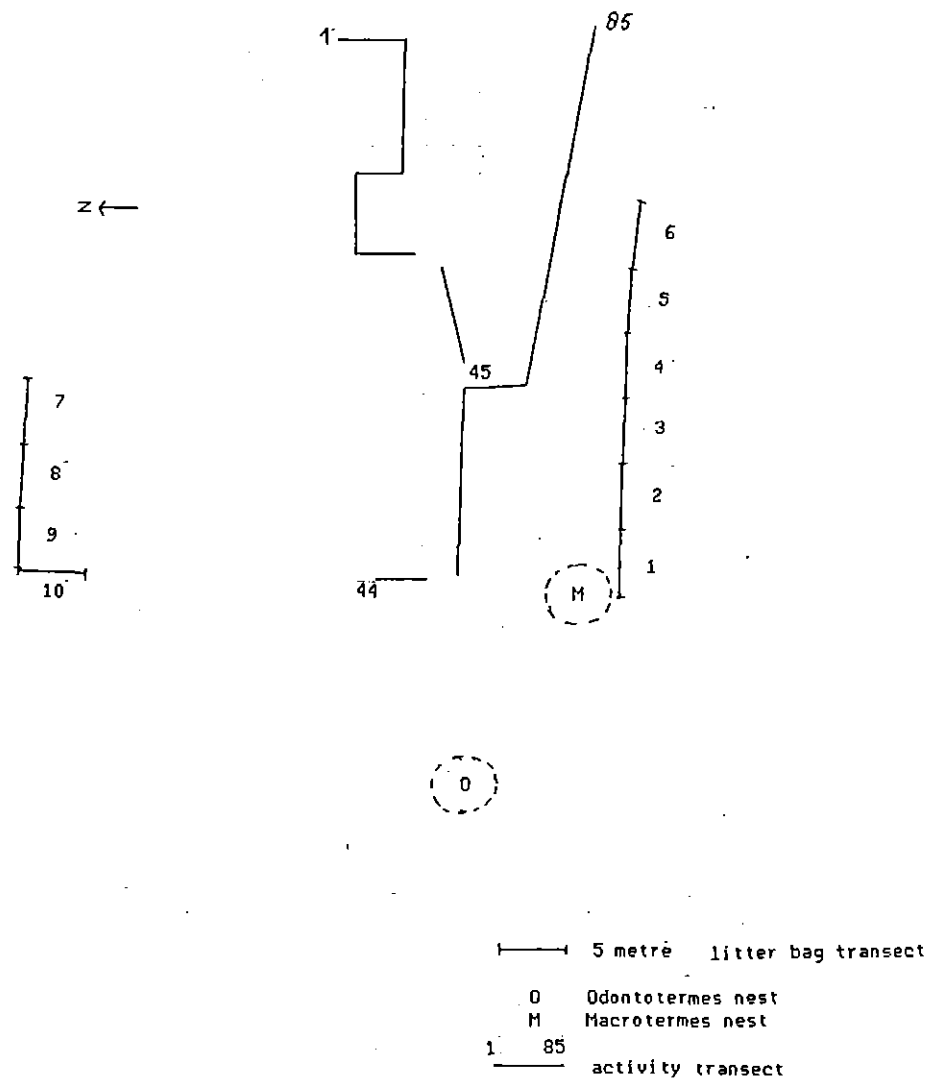 1
85
Z
6
5
4
45
7
3
8
2
9
1
10
44
M
O
5 metre litter bag transect
O Odontotermes nest
M Macrotermes nest
1 85
activity transect